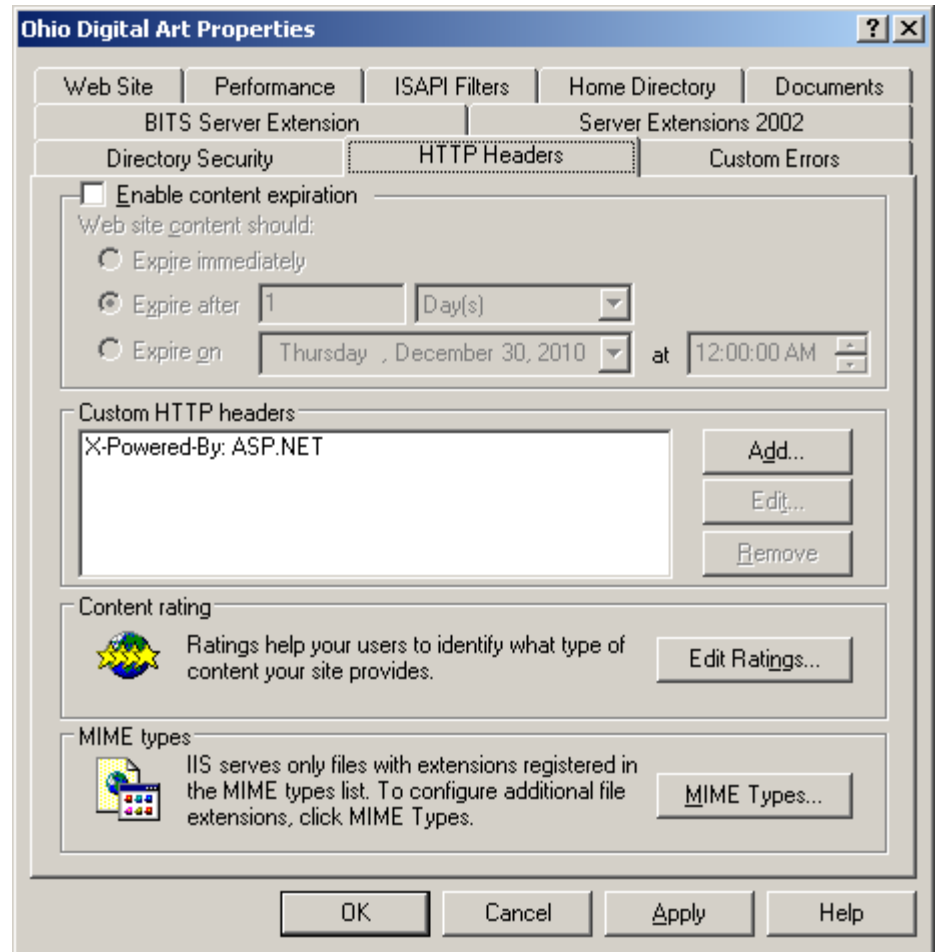 Ohio Digital Art Properties
Web Site Performance ISAPI Filters Home Directory Documents
BITS Server Extension Server Extensions 2002
Directory Security HTTP Headers Custom Errors
Enable content expiration
Web site content should:
Expire immediately
Expire after 1 Day(s)
Expire on Thursday , December 30, 2010 at 12:00:00 AM
Custom HTTP headers
X-Powered-By: ASP.NET
Add...
Edit...
Remove
Content rating
Ratings help your users to identify what type of
content your site provides.
Edit Ratings...
MIME types
IIS serves only files with extensions registered in
the MIME types list. To configure additional file
extensions, click MIME Types.
MIME Types...
OK Cancel Apply Help